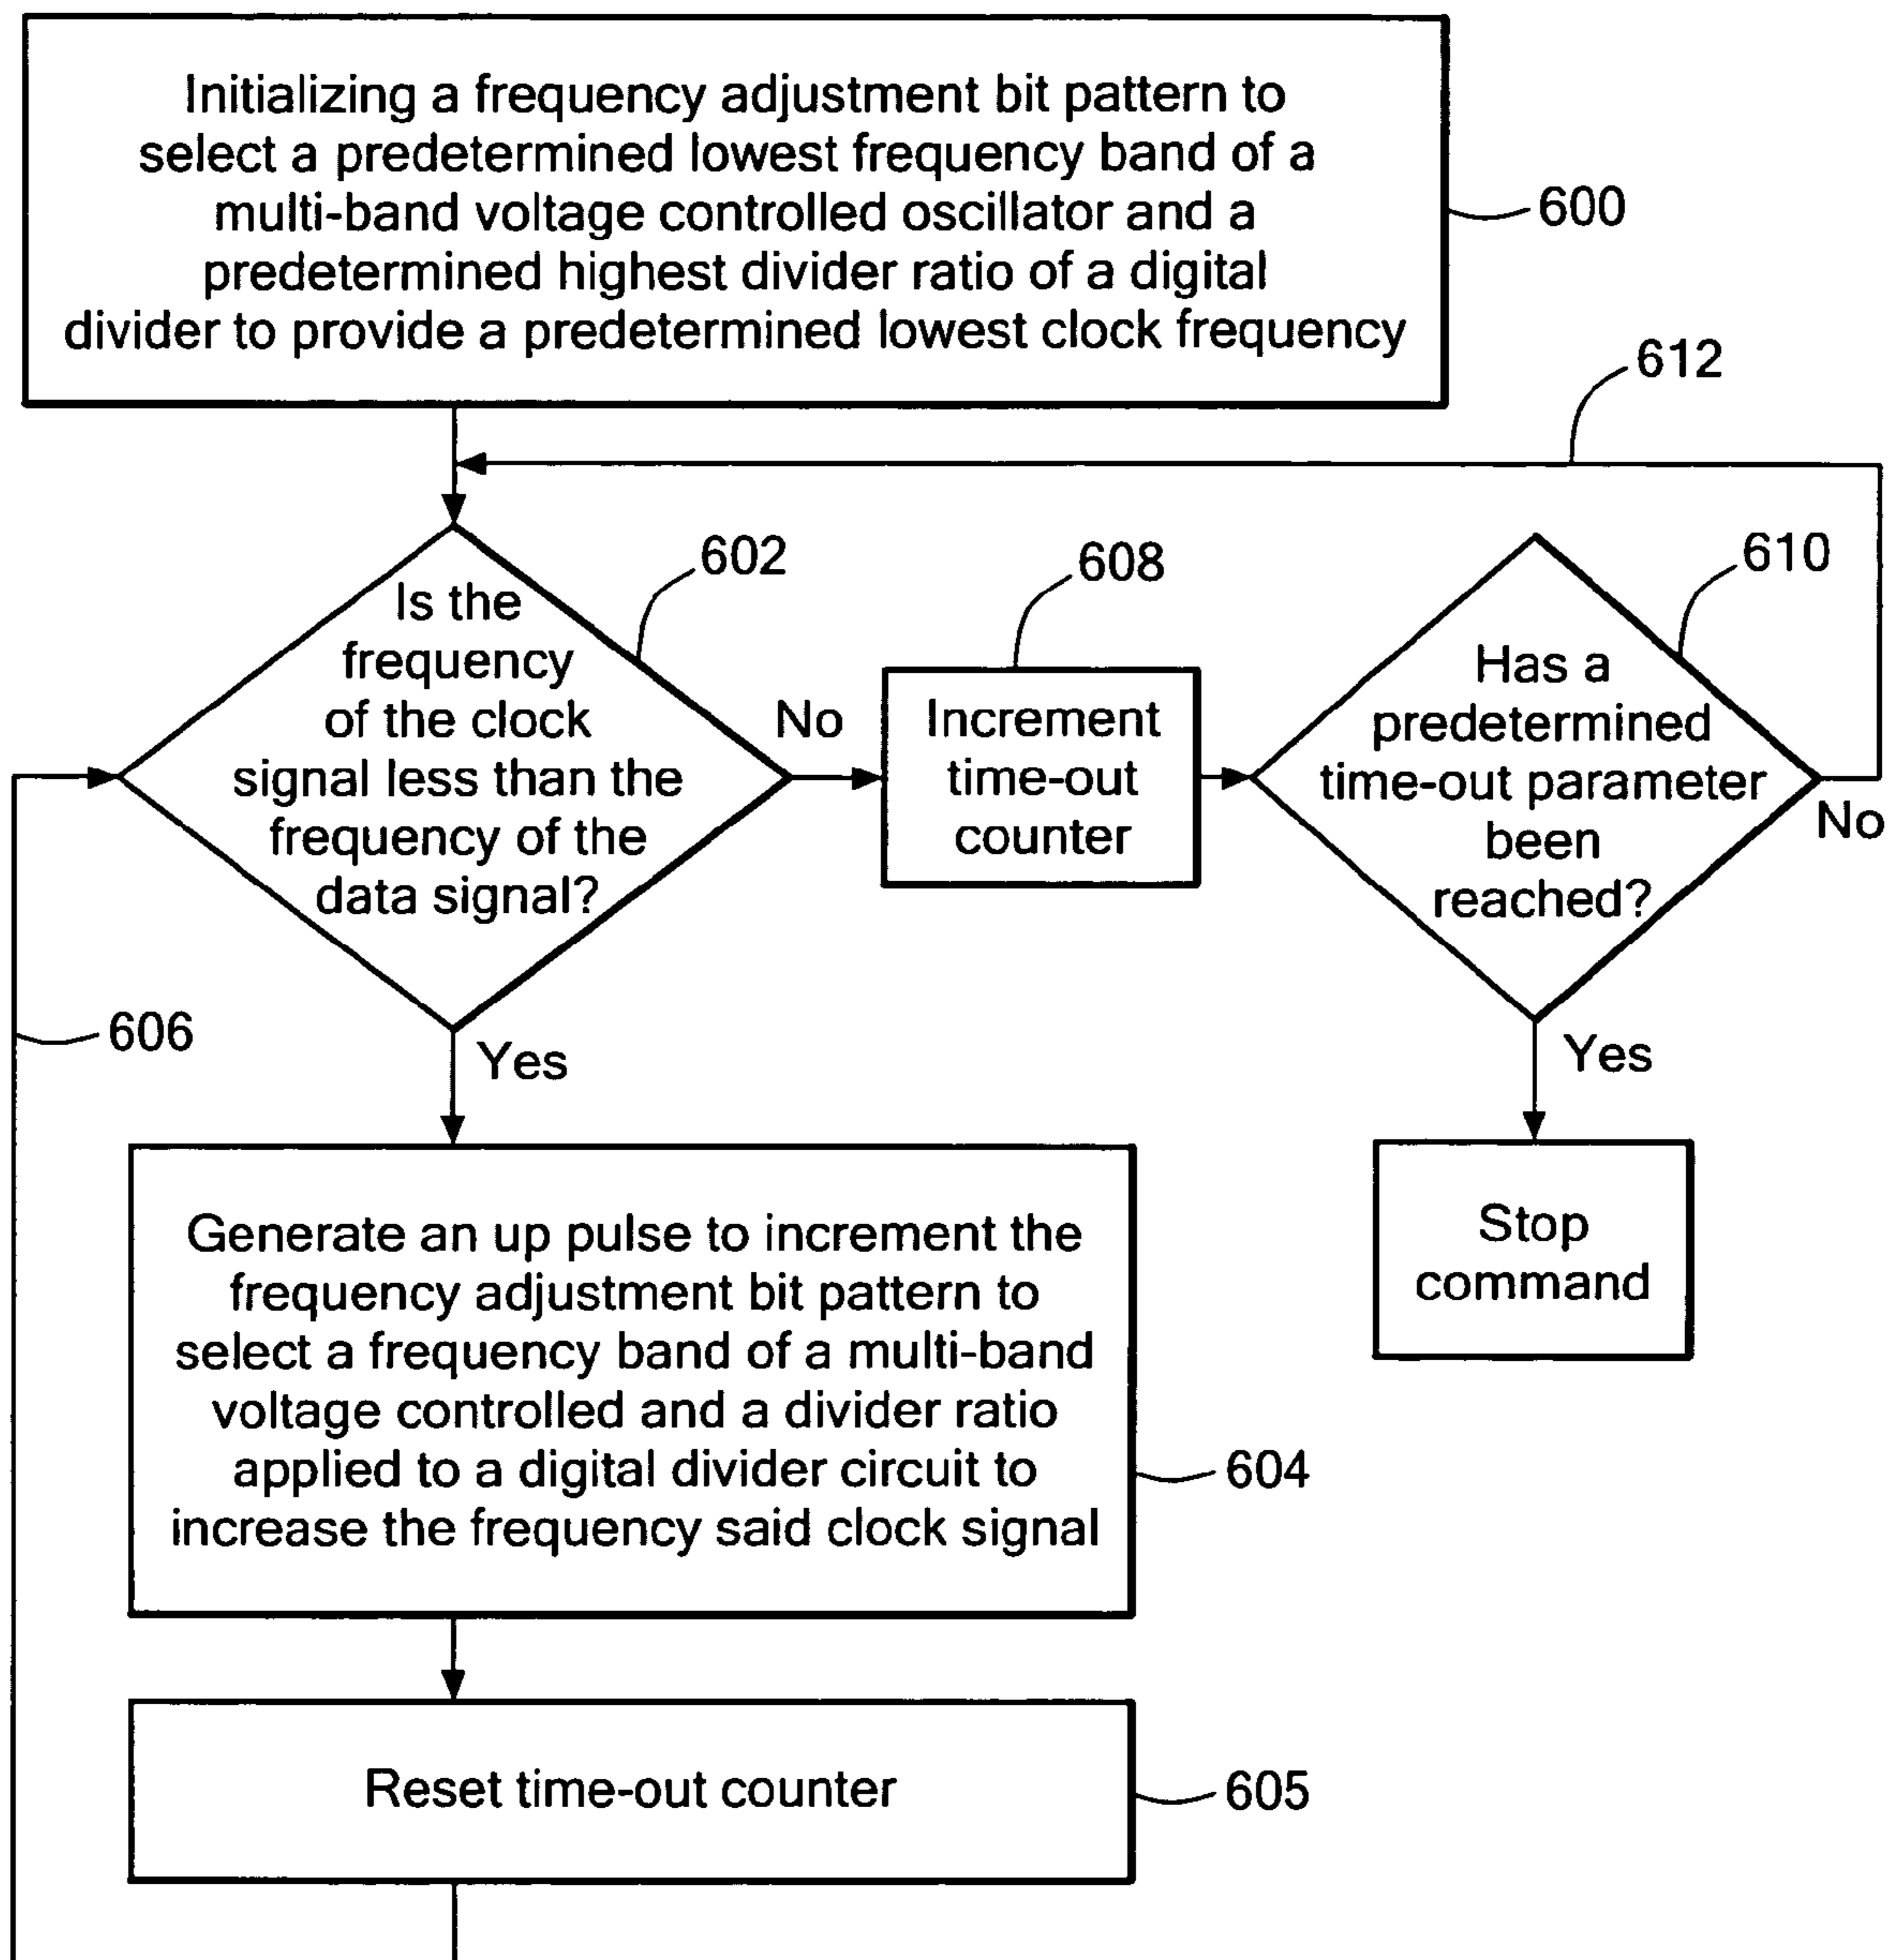 Initializing a frequency adjustment bit pattern to
select a predetermined lowest frequency band of a
multi-band voltage controlled oscillator and a
predetermined highest divider ratio of a digital
divider to provide a predetermined lowest clock frequency
600
612
Is the
frequency
of the clock
signal less than the
frequency of the
data signal?
602
No
Increment
time-out
counter
608
Has a
predetermined
time-out parameter
been
reached?
610
No
606
Yes
Yes
Generate an up pulse to increment the
frequency adjustment bit pattern to
select a frequency band of a multi-band
voltage controlled and a divider ratio
applied to a digital divider circuit to
increase the frequency said clock signal
604
Stop
command
Reset time-out counter
605